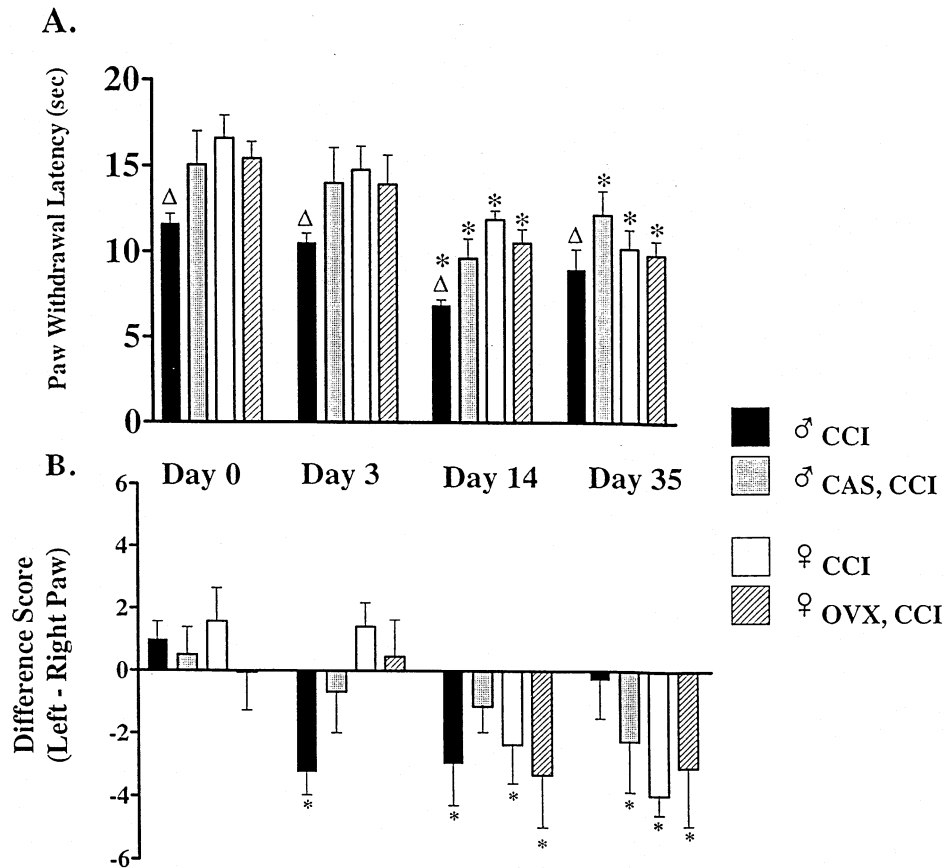 A.
Paw Withdrawal Latency (sec)
20
15
10
5
0
Δ
Δ
*
Δ
*
*
*
Δ
*
*
*
B.
Day 0
Day 3
Day 14
Day 35
Difference Score
(Left - Right Paw)
6
4
2
0
-2
-4
-6
*
*
*
*
*
*
*
♂ CCI
♂ CAS, CCI
♀ CCI
♀ OVX, CCI